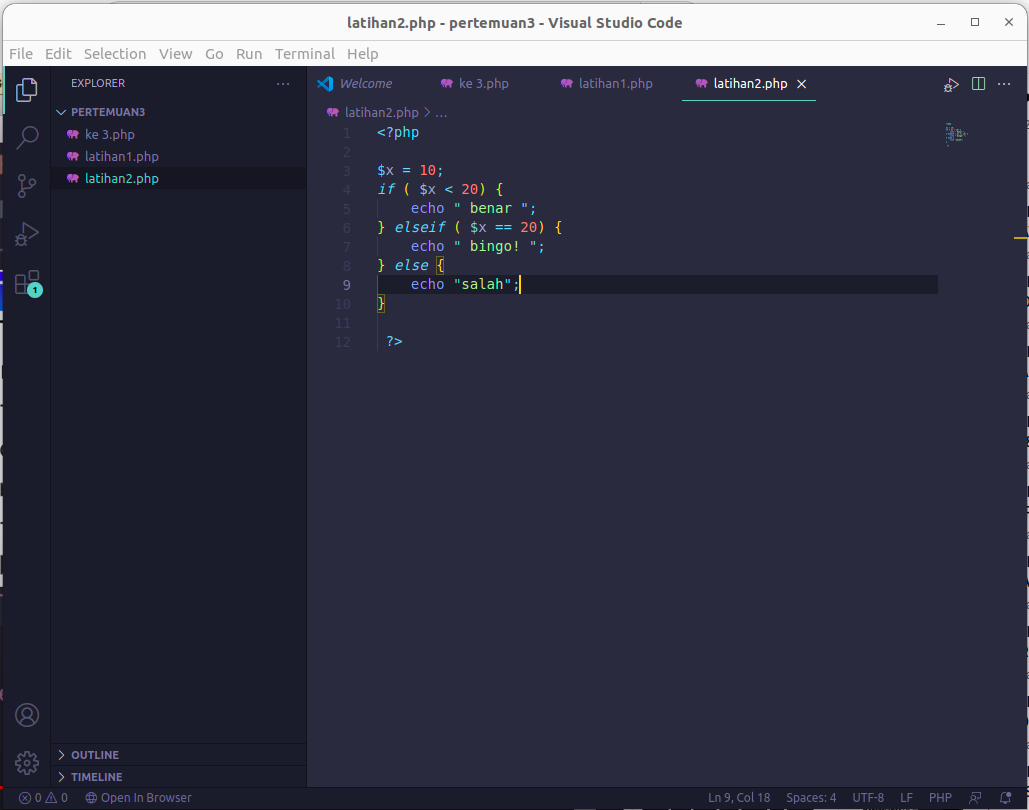 latihan2.php - pertemuan3 - Visual Studio Code
File Edit Selection View Go Run Terminal Help
EXPLORER
PERTEMUAN3
ke 3.php
latihan1.php
latihan2.php
OUTLINE
TIMELINE
1
Welcome ke 3.php latihan1.php latihan2.php
latihan2.php > ...
1 <?php
2
3 $x = 10;
4 if ( $x < 20) {
5     echo " benar ";
6 } elseif ( $x == 20) {
7     echo " bingo! ";
8 } else {
9     echo "salah";
10 }
11
12  ?>
0 0 Open In Browser Ln 9, Col 18 Spaces: 4 UTF-8 LF PHP